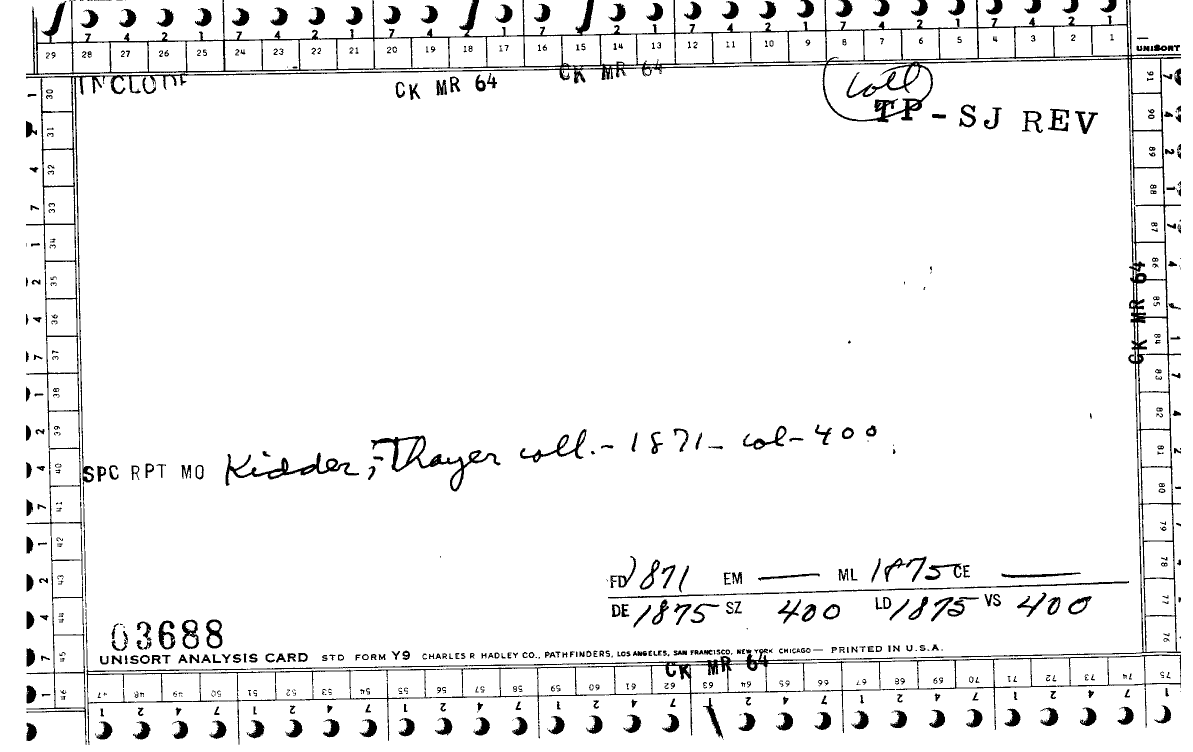 7 4 2 1 7 4 2 1 7 4 2 1 7 4 2 1 7 4 2 1
29 28 27 26 25 24 23 22 21 20 19 18 17 16 15 14 13 12 11 10 9 8 7 6 5 4 3 2 1
UNISORT
INCLUDE CK MR 64 CK MR 64 coll
TP-SJ REV
30 31 32 33 34 35 36 37 38 39 40 41 42 43 44 45 46
91 90 89 88 87 86 85 84 83 82 81 80 79 78 77 76
CK MR 64
SPC RPT MO Kidder, Thayer coll. - 1871 - col - 400
FD 1871 EM — ML 1875 CE —
DE 1875 SZ 400 LD 1875 VS 400
03688
UNISORT ANALYSIS CARD STD FORM Y9 CHARLES R HADLEY CO., PATHFINDERS, LOS ANGELES, SAN FRANCISCO, NEW YORK CHICAGO — PRINTED IN U.S.A.
CK MR 64
47 48 49 50 51 52 53 54 55 56 57 58 59 60 61 62 63 64 65 66 67 68 69 70 71 72 73 74 75
1 2 4 7 1 2 4 7 1 2 4 7 1 2 4 7 1 2 4 7 1 2 4 7 1 2 4 7 1